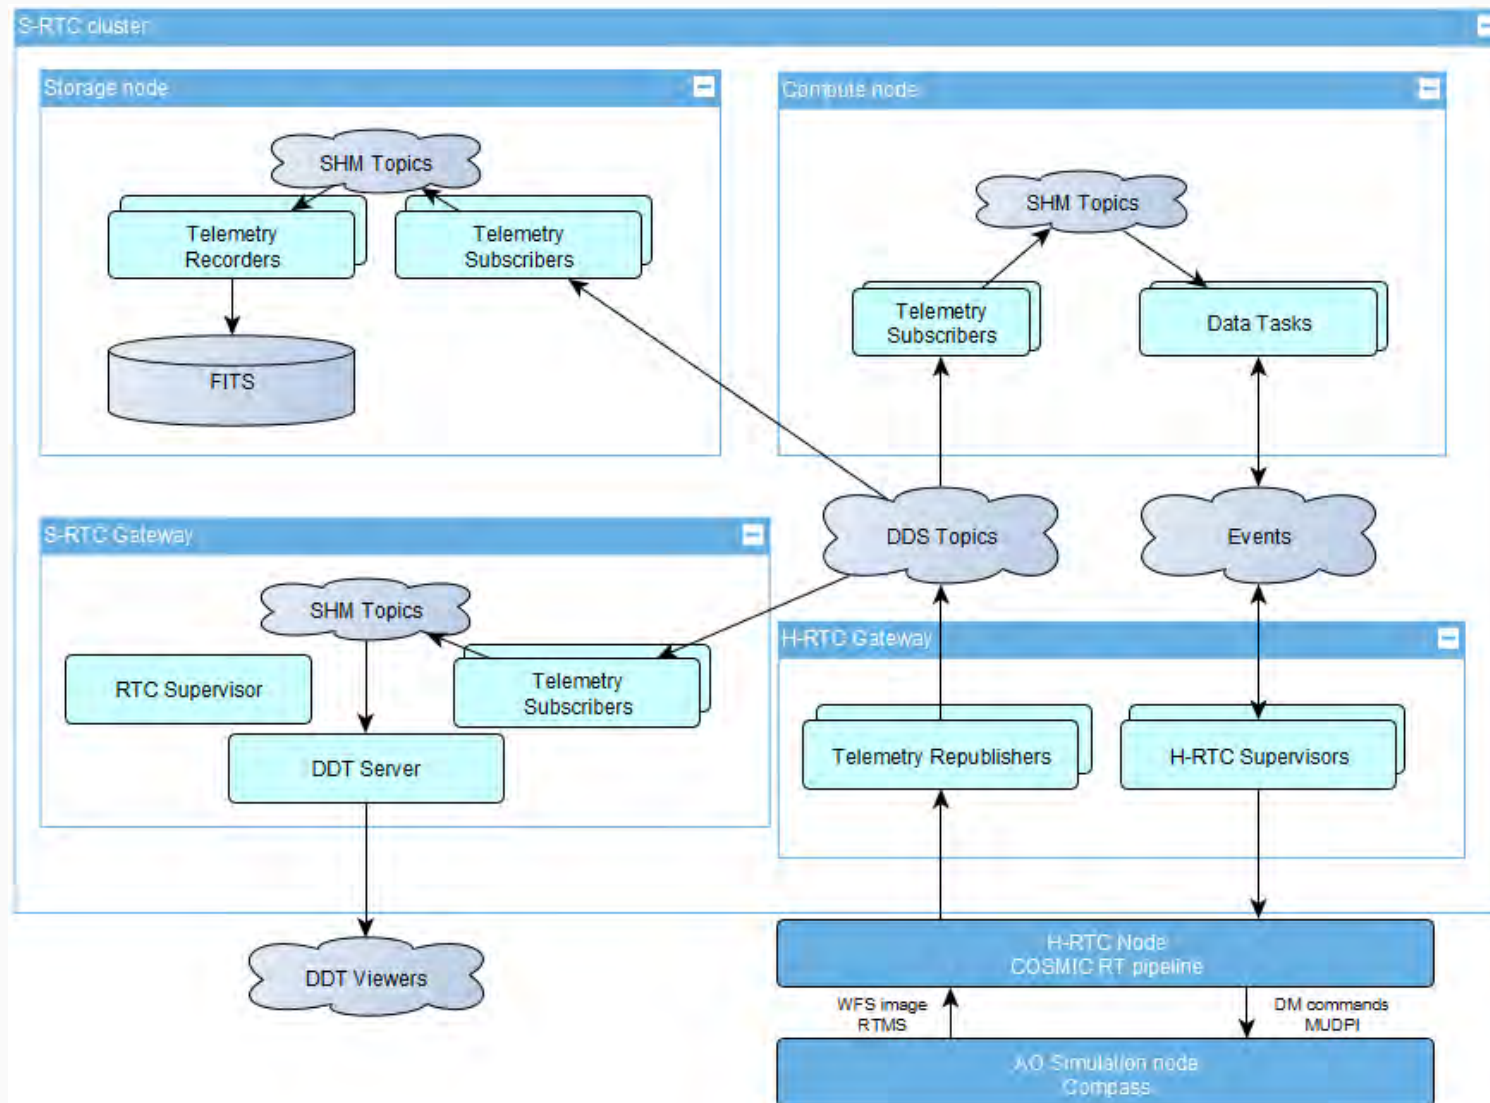 S-RTC cluster
Storage node
SHM Topics
Telemetry
Recorders
Telemetry
Subscribers
FITS
Compute node
SHM Topics
Telemetry
Subscribers
Data Tasks
DDS Topics
Events
S-RTC Gateway
SHM Topics
RTC Supervisor
Telemetry
Subscribers
DDT Server
H-RTC Gateway
Telemetry Republishers
H-RTC Supervisors
DDT Viewers
H-RTC Node
COSMIC RT pipeline
WFS image
RTMS
DM commands
MUDPI
AO Simulation node
Compass